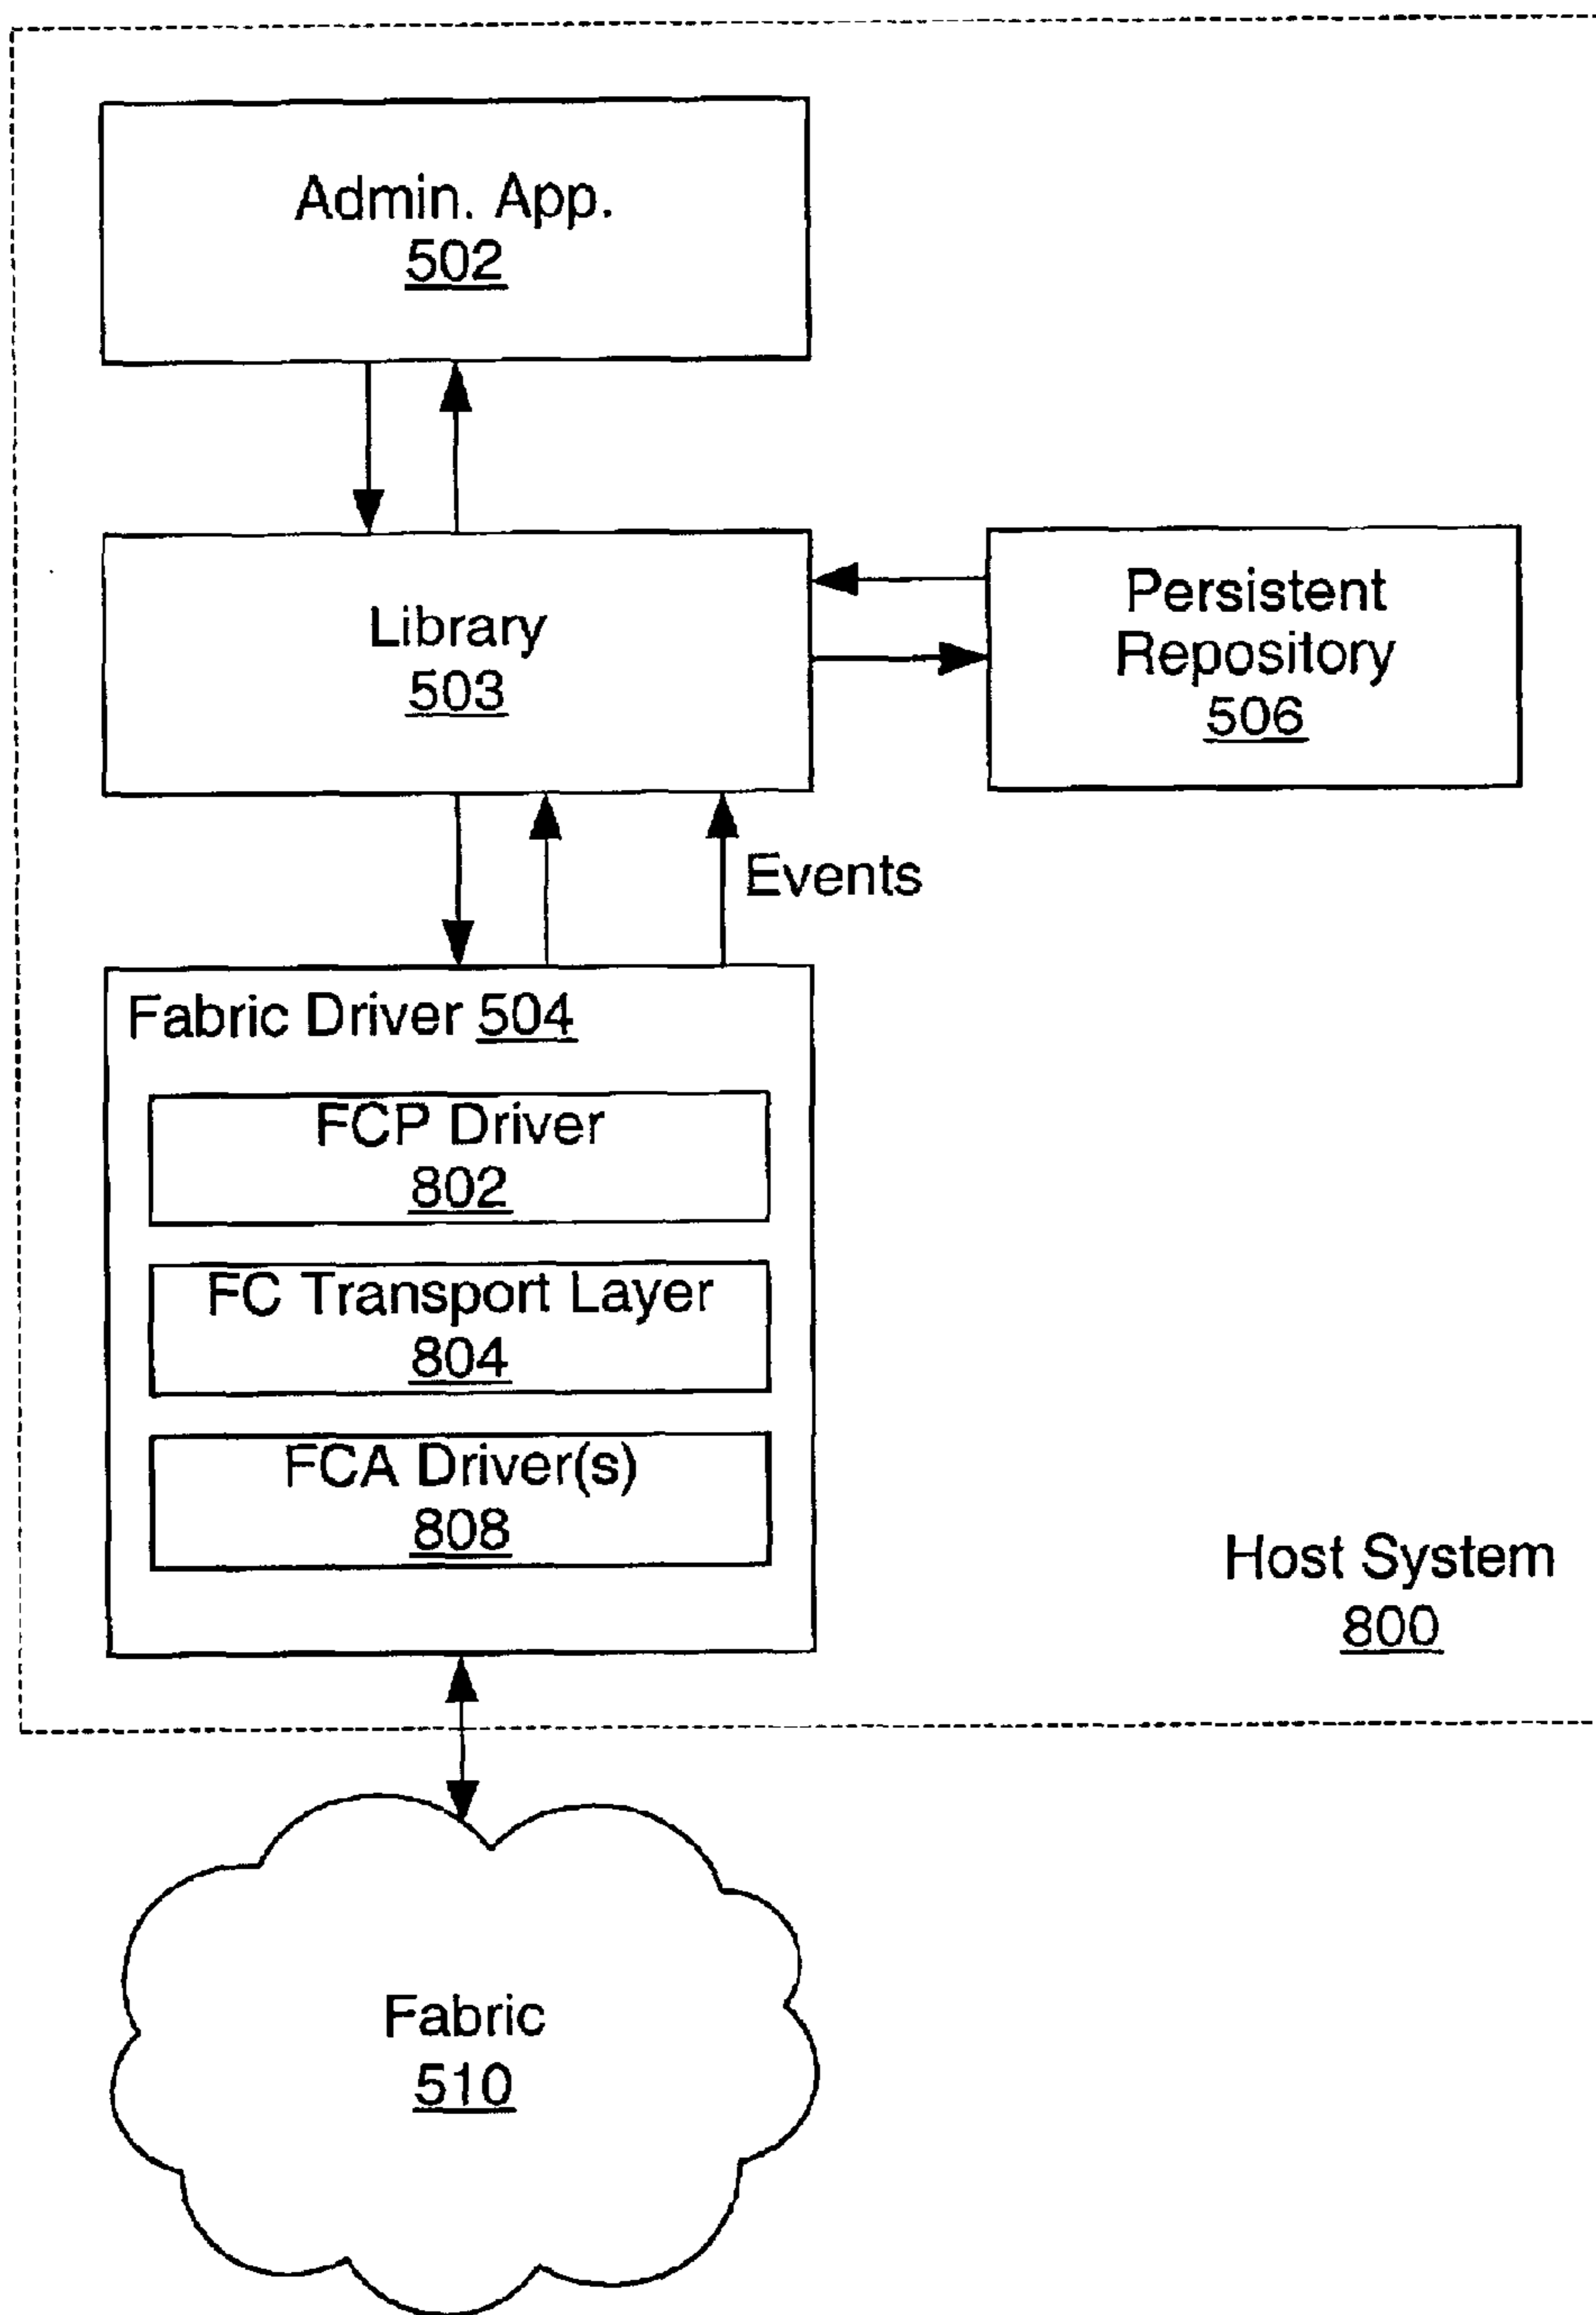 Admin. App.
502
Library
503
Persistent
Repository
506
Events
Fabric Driver 504
FCP Driver
802
FC Transport Layer
804
FCA Driver(s)
808
Host System
800
Fabric
510